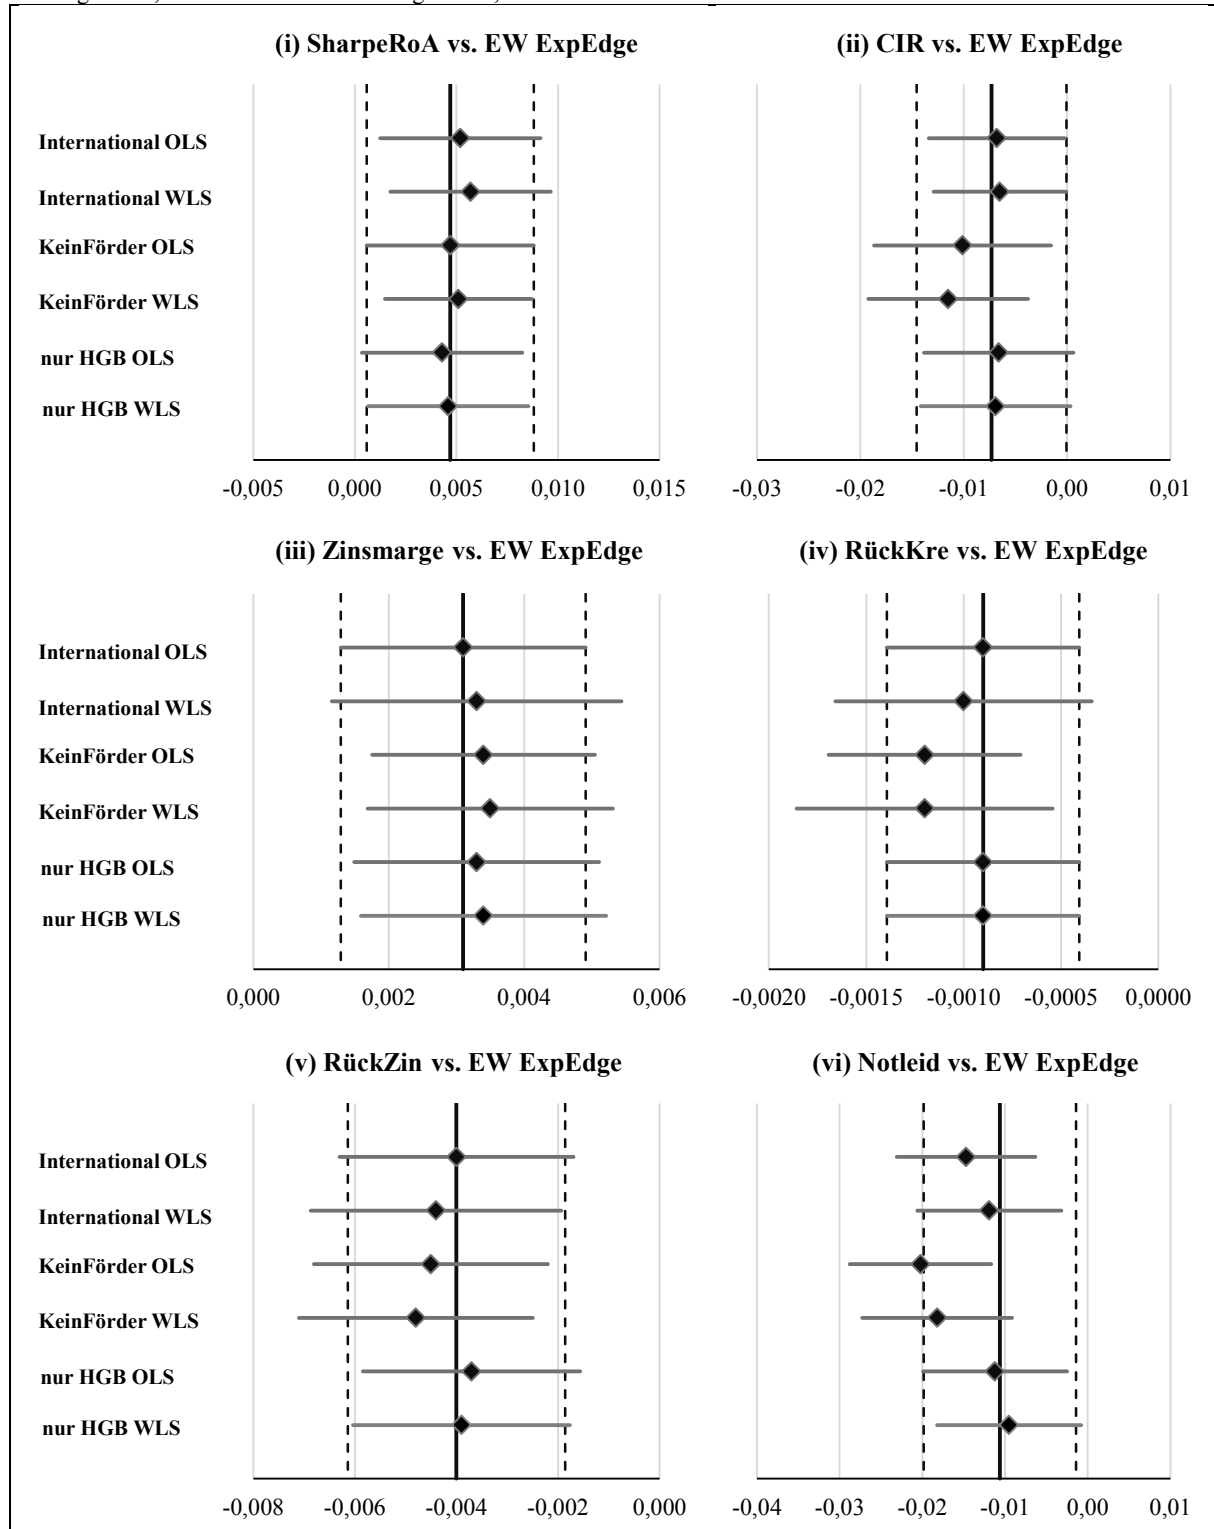 (i) SharpeRoA vs. EW ExpEdge
(ii) CIR vs. EW ExpEdge
International OLS
International WLS
KeinFörder OLS
KeinFörder WLS
nur HGB OLS
nur HGB WLS
-0,005 0,000 0,005 0,010 0,015
-0,03 -0,02 -0,01 0,00 0,01
(iii) Zinsmarge vs. EW ExpEdge
(iv) RückKre vs. EW ExpEdge
International OLS
International WLS
KeinFörder OLS
KeinFörder WLS
nur HGB OLS
nur HGB WLS
0,000 0,002 0,004 0,006
-0,0020 -0,0015 -0,0010 -0,0005 0,0000
(v) RückZin vs. EW ExpEdge
(vi) Notleid vs. EW ExpEdge
International OLS
International WLS
KeinFörder OLS
KeinFörder WLS
nur HGB OLS
nur HGB WLS
-0,008 -0,006 -0,004 -0,002 0,000
-0,04 -0,03 -0,02 -0,01 0,00 0,01